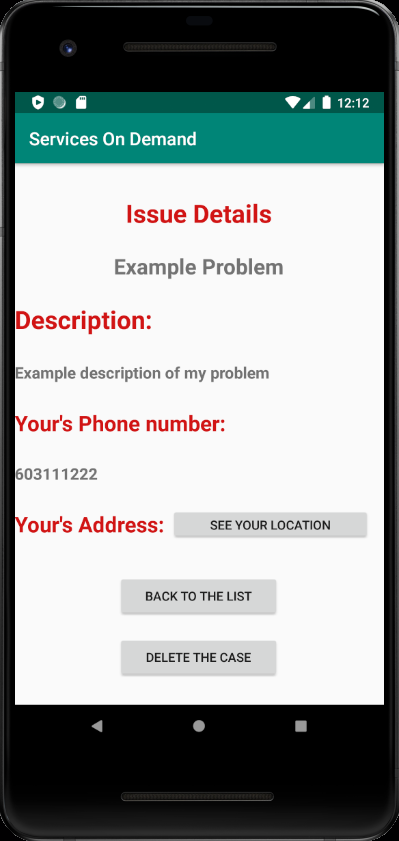 12:12
Services On Demand
Issue Details
Example Problem
Description:
Example description of my problem
Your's Phone number:
603111222
Your's Address: SEE YOUR LOCATION
BACK TO THE LIST
DELETE THE CASE